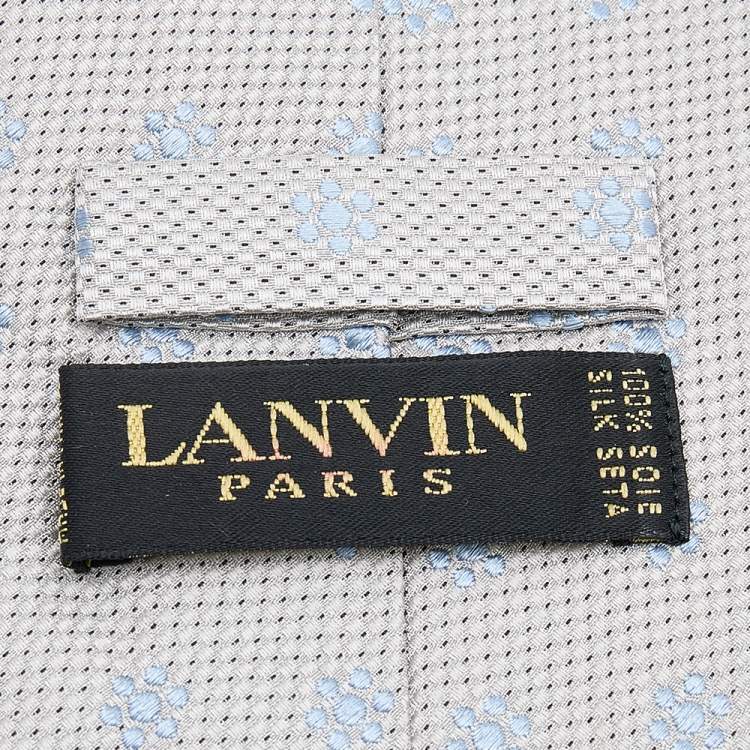 LANVIN
PARIS
100% SOIE
SILK SETA